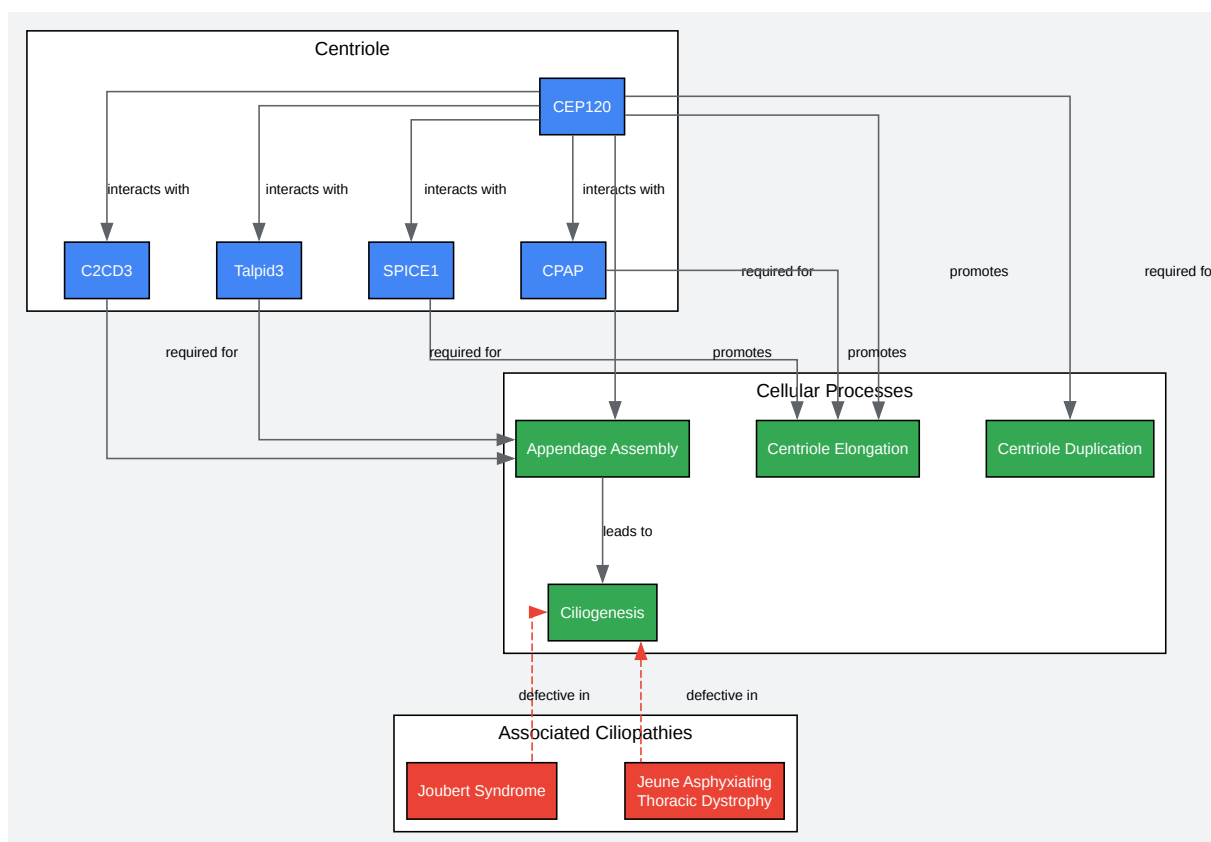 Centriole
CEP120
interacts with
interacts with
interacts with
interacts with
C2CD3
Talpid3
SPICE1
CPAP
required for
promotes
required fo
required for
required for
promotes
promotes
Cellular Processes
Appendage Assembly
Centriole Elongation
Centriole Duplication
leads to
Ciliogenesis
defective in
defective in
Associated Ciliopathies
Joubert Syndrome
Jeune Asphyxiating
Thoracic Dystrophy